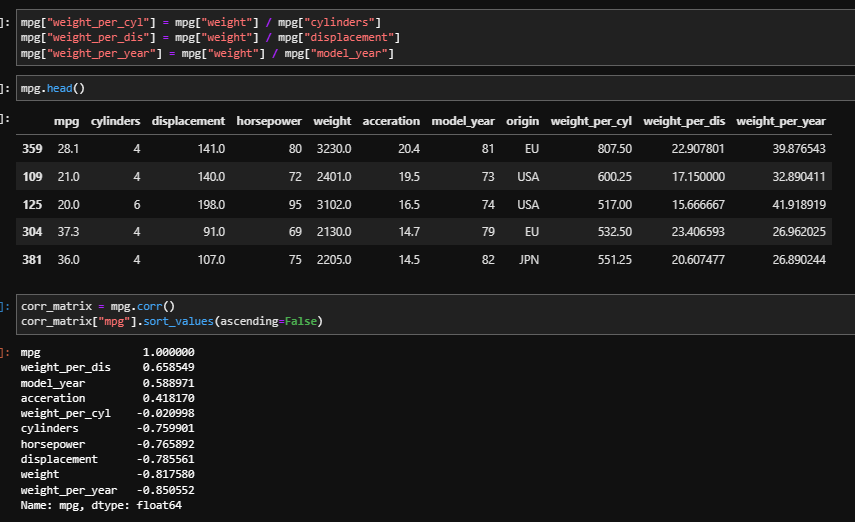 ]: mpg["weight_per_cyl"] = mpg["weight"] / mpg["cylinders"]
mpg["weight_per_dis"] = mpg["weight"] / mpg["displacement"]
mpg["weight_per_year"] = mpg["weight"] / mpg["model_year"]
]: mpg.head()
]:
mpg cylinders displacement horsepower weight acceration model_year origin weight_per_cyl weight_per_dis weight_per_year
359 28.1 4 141.0 80 3230.0 20.4 81 EU 807.50 22.907801 39.876543
109 21.0 4 140.0 72 2401.0 19.5 73 USA 600.25 17.150000 32.890411
125 20.0 6 198.0 95 3102.0 16.5 74 USA 517.00 15.666667 41.918919
304 37.3 4 91.0 69 2130.0 14.7 79 EU 532.50 23.406593 26.962025
381 36.0 4 107.0 75 2205.0 14.5 82 JPN 551.25 20.607477 26.890244
]: corr_matrix = mpg.corr()
corr_matrix["mpg"].sort_values(ascending=False)
]: mpg 1.000000
weight_per_dis 0.658549
model_year 0.588971
acceration 0.418170
weight_per_cyl -0.020998
cylinders -0.759901
horsepower -0.765892
displacement -0.785561
weight -0.817580
weight_per_year -0.850552
Name: mpg, dtype: float64